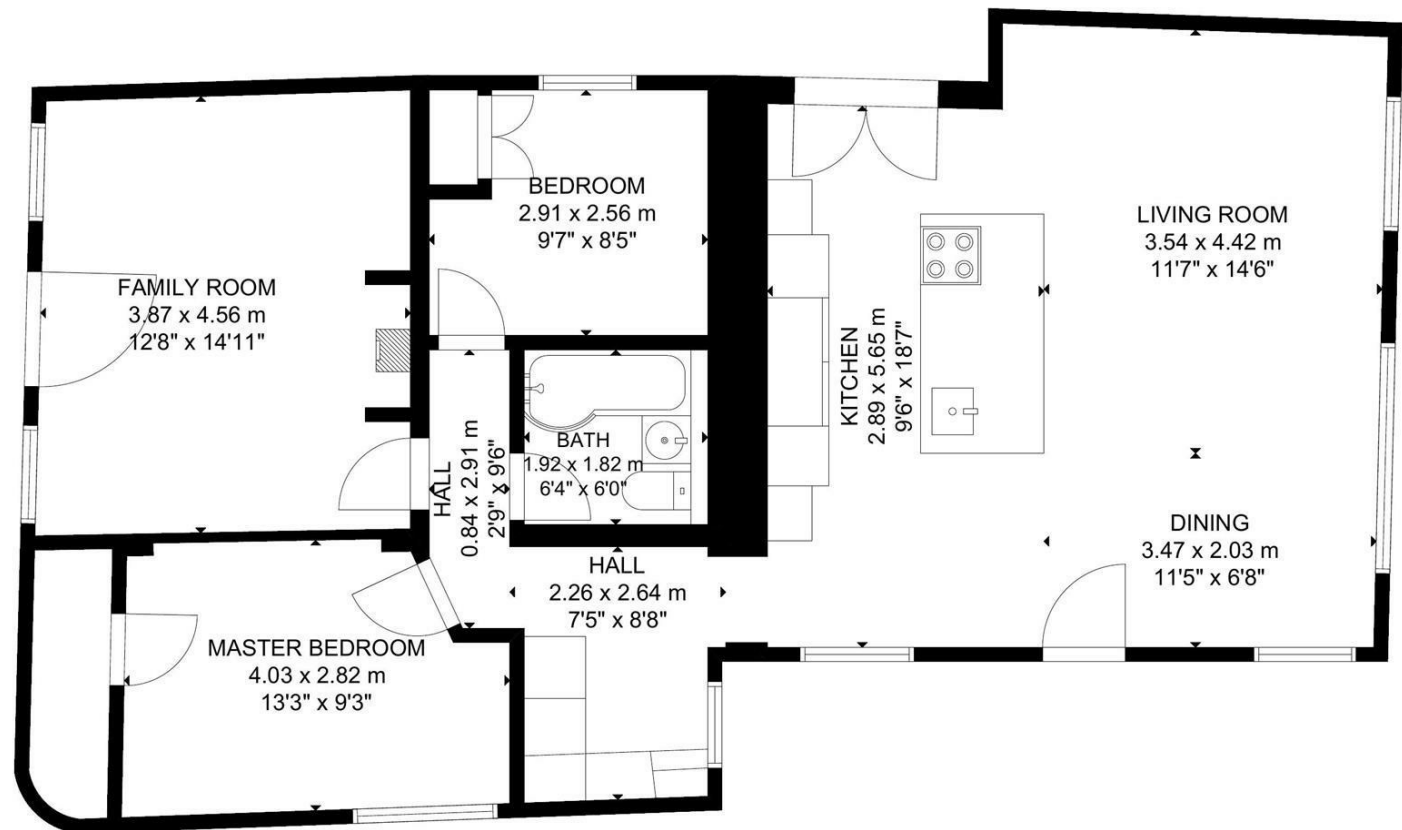 FAMILY ROOM
3.87 x 4.56 m
12'8" x 14'11"
BEDROOM
2.91 x 2.56 m
9'7" x 8'5"
LIVING ROOM
3.54 x 4.42 m
11'7" x 14'6"
KITCHEN
2.89 x 5.65 m
9'6" x 18'7"
HALL
0.84 x 2.91 m
2'9" x 9'6"
BATH
1.92 x 1.82 m
6'4" x 6'0"
DINING
3.47 x 2.03 m
11'5" x 6'8"
HALL
2.26 x 2.64 m
7'5" x 8'8"
MASTER BEDROOM
4.03 x 2.82 m
13'3" x 9'3"